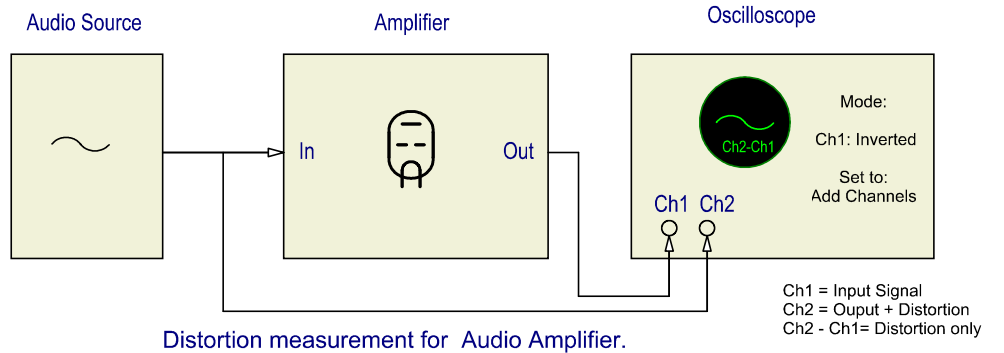 Audio Source
Amplifier
Oscilloscope
In
Out
Ch2-Ch1
Mode:
Ch1: Inverted
Set to:
Add Channels
Ch1
Ch2
Ch1 = Input Signal
Ch2 = Ouput + Distortion
Ch2 - Ch1= Distortion only
Distortion measurement for Audio Amplifier.